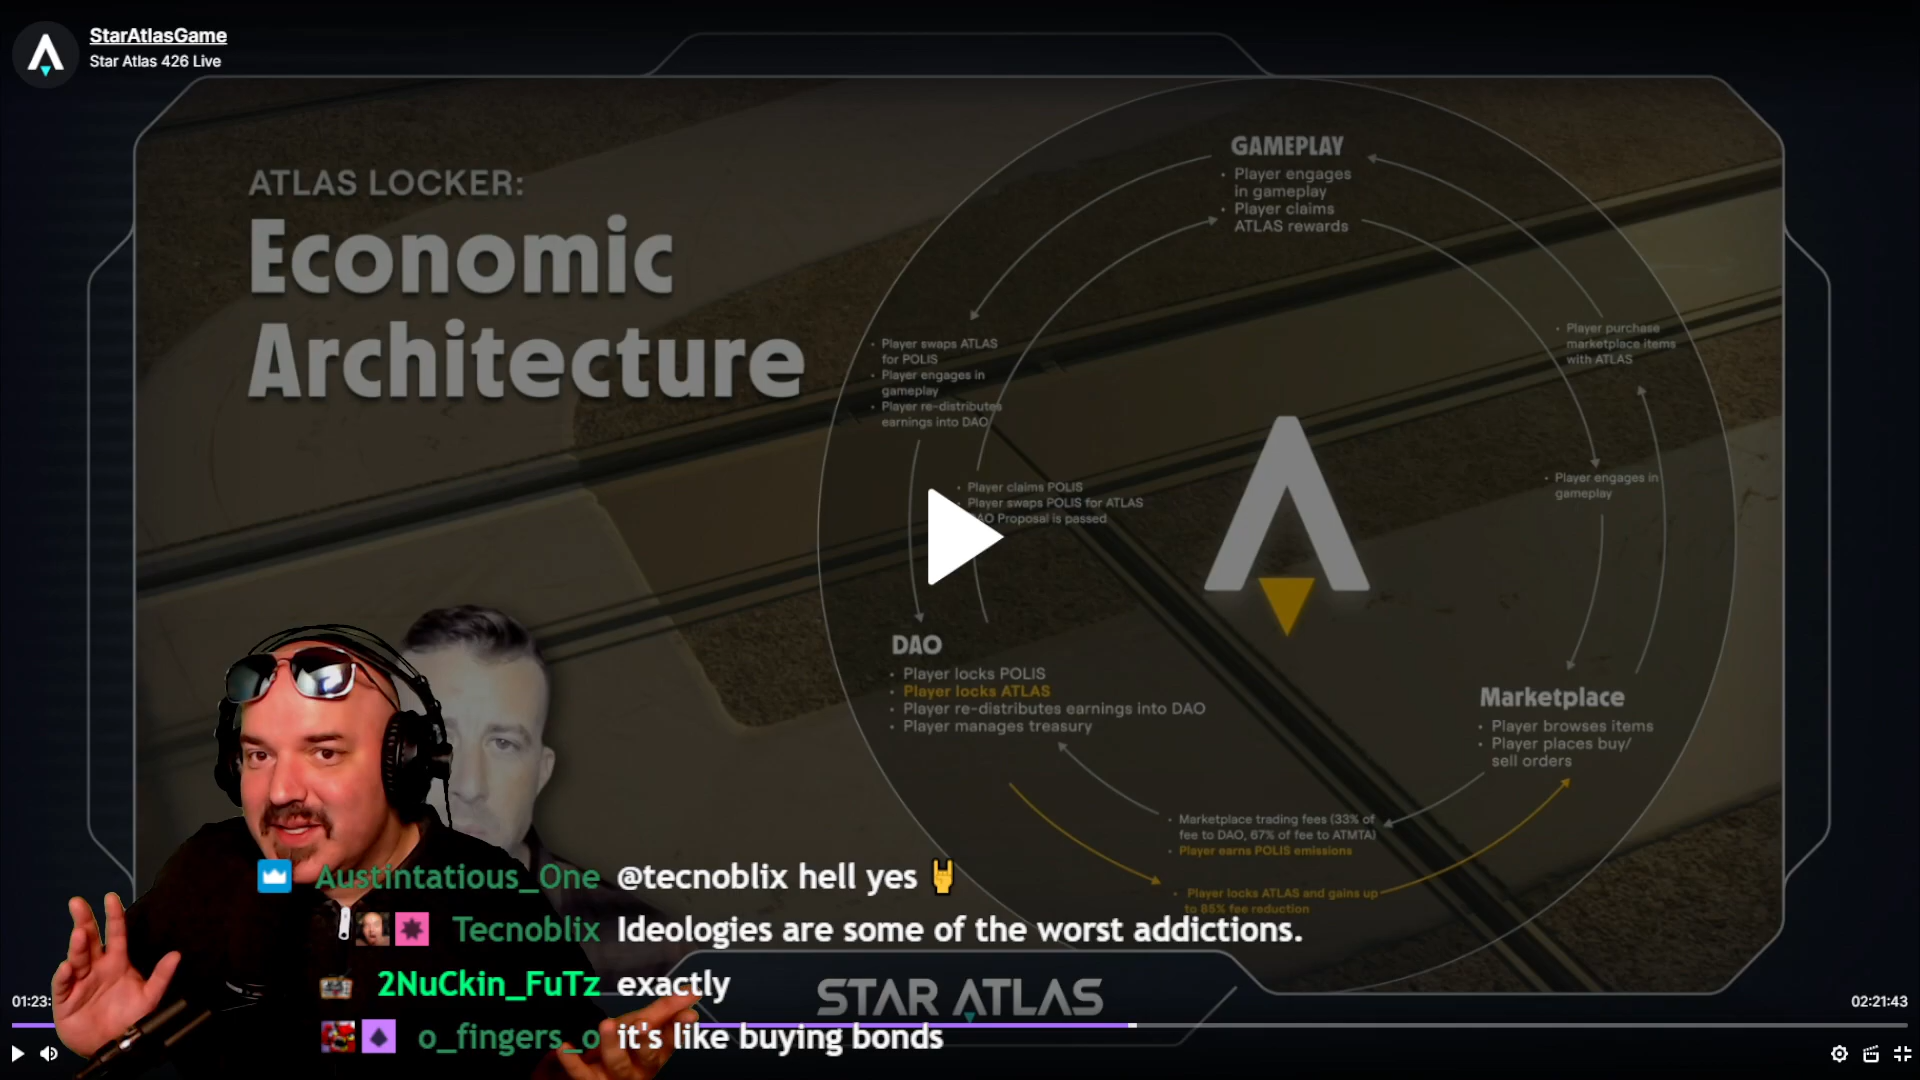 StarAtlasGame
Star Atlas 426 Live
ATLAS LOCKER:
Economic
Architecture
GAMEPLAY
• Player engages
in gameplay
• Player claims
ATLAS rewards
• Player swaps ATLAS
for POLIS
• Player engages in
gameplay
• Player re-distributes
earnings into DAO
• Player purchase
marketplace items
with ATLAS
• Player claims POLIS
Player swaps POLIS for ATLAS
DAO Proposal is passed
• Player engages in
gameplay
DAO
• Player locks POLIS
• Player locks ATLAS
• Player re-distributes earnings into DAO
• Player manages treasury
Marketplace
• Player browses items
• Player places buy/
sell orders
• Marketplace trading fees (33% of
fee to DAO, 67% of fee to ATMTA)
• Player earns POLIS emissions
• Player locks ATLAS and gains up
to 85% fee reduction
Austintatious_One @tecnoblix hell yes 🤘
Tecnoblix Ideologies are some of the worst addictions.
2NuCkin_FuTz exactly
o_fingers_o it's like buying bonds
STAR ATLAS
01:23:
02:21:43